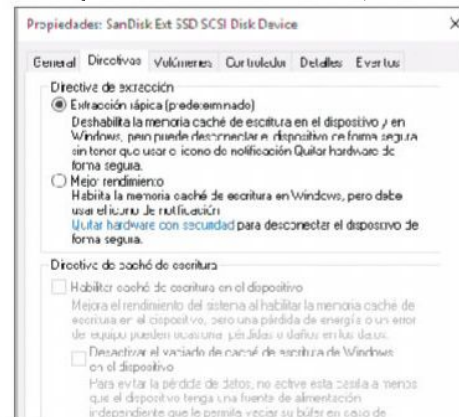 Propiedades: SanDisk Ext SSD SCSI Disk Device
General Directivas Volúmenes Controlador Detalles Eventos
Directiva de extracción
Extracción rápica (predeterminado)
Deshabilita la memoria caché de escritura en el dispositivo y en
Windows, pero puede desconectar el dispositivo de forma segura
sin tener que usar el icono de notificación Quitar hardware de
forma segura.
Mejor rendimiento
Habilita la memoria caché de escritura en Windows, pero debe
usar el icono de notificación
Quitar hardware con seguridad para desconectar el dispositivo de
forma segura.
Directiva de caché de escritura
Habilitar caché de escritura en el dispositivo
Mejora el rendimiento del sistema al habilitar la memoria caché de
escritura en el dispositivo, pero una pérdida de energía o un error
de equipo pueden ocasionar pérdidas o daños en los datos.
Desactivar el vaciado de caché de escritura de Windows
en el dispositivo
Para evitar la pérdida de datos, no active esta casilla a menos
que el dispositivo tenga una fuente de alimentación
independiente que le permita vaciar su búfer en caso de